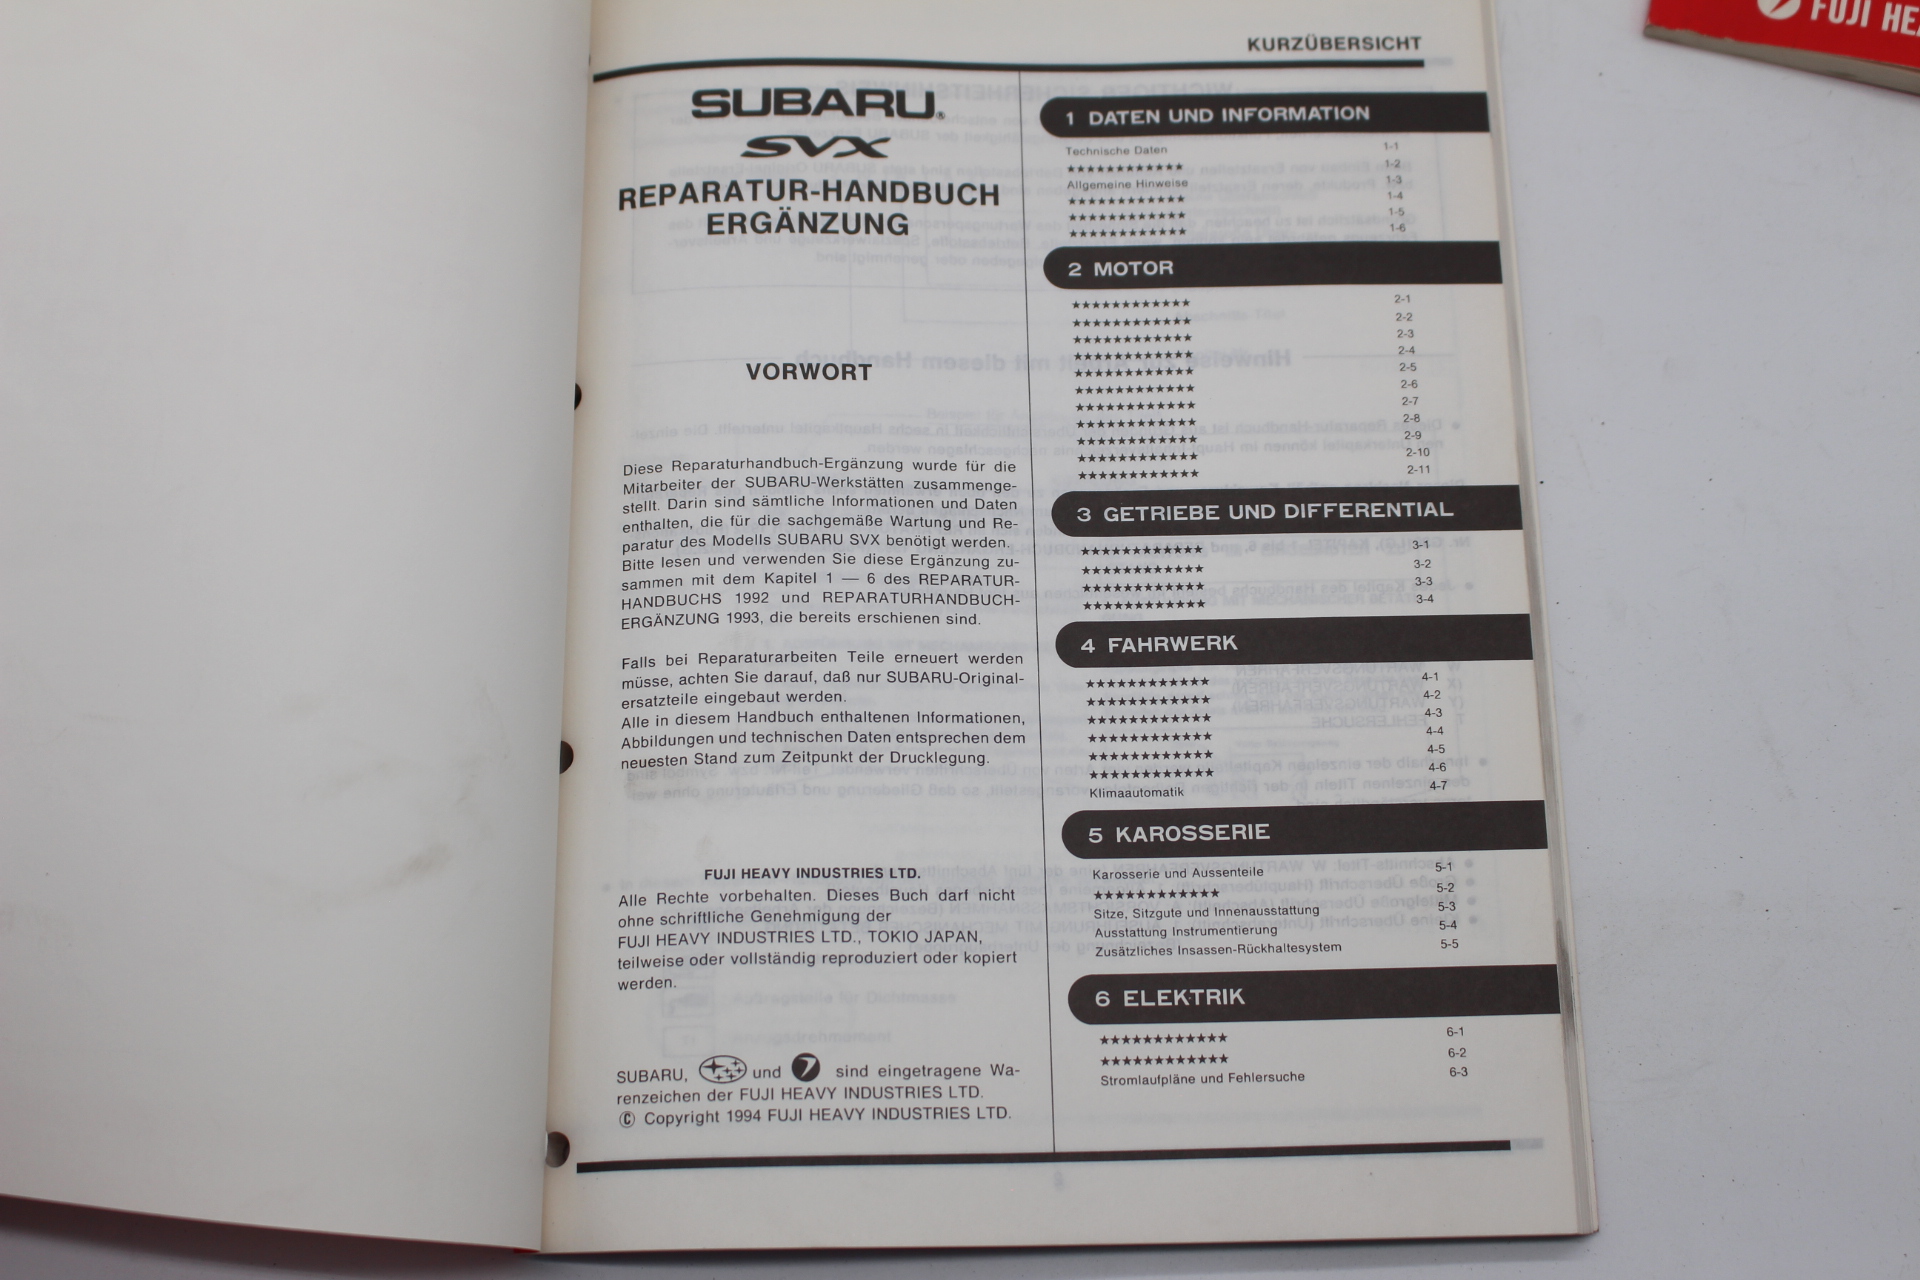 FUJI HEA
KURZÜBERSICHT
SUBARU®
SVX
REPARATUR-HANDBUCH
ERGÄNZUNG
VORWORT
Diese Reparaturhandbuch-Ergänzung wurde für die
Mitarbeiter der SUBARU-Werkstätten zusammenge-
stellt. Darin sind sämtliche Informationen und Daten
enthalten, die für die sachgemäße Wartung und Re-
paratur des Modells SUBARU SVX benötigt werden.
Bitte lesen und verwenden Sie diese Ergänzung zu-
sammen mit dem Kapitel 1 — 6 des REPARATUR-
HANDBUCHS 1992 und REPARATURHANDBUCH-
ERGÄNZUNG 1993, die bereits erschienen sind.
Falls bei Reparaturarbeiten Teile erneuert werden
müsse, achten Sie darauf, daß nur SUBARU-Original-
ersatzteile eingebaut werden.
Alle in diesem Handbuch enthaltenen Informationen,
Abbildungen und technischen Daten entsprechen dem
neuesten Stand zum Zeitpunkt der Drucklegung.
FUJI HEAVY INDUSTRIES LTD.
Alle Rechte vorbehalten. Dieses Buch darf nicht
ohne schriftliche Genehmigung der
FUJI HEAVY INDUSTRIES LTD., TOKIO JAPAN,
teilweise oder vollständig reproduziert oder kopiert
werden.
SUBARU, und sind eingetragene Wa-
renzeichen der FUJI HEAVY INDUSTRIES LTD.
© Copyright 1994 FUJI HEAVY INDUSTRIES LTD.
1 DATEN UND INFORMATION
Technische Daten 1-1
★★★★★★★★★★★★ 1-2
Allgemeine Hinweise 1-3
★★★★★★★★★★★★ 1-4
★★★★★★★★★★★★ 1-5
★★★★★★★★★★★★ 1-6
2 MOTOR
★★★★★★★★★★★★ 2-1
★★★★★★★★★★★★ 2-2
★★★★★★★★★★★★ 2-3
★★★★★★★★★★★★ 2-4
★★★★★★★★★★★★ 2-5
★★★★★★★★★★★★ 2-6
★★★★★★★★★★★★ 2-7
★★★★★★★★★★★★ 2-8
★★★★★★★★★★★★ 2-9
★★★★★★★★★★★★ 2-10
★★★★★★★★★★★★ 2-11
3 GETRIEBE UND DIFFERENTIAL
★★★★★★★★★★★★ 3-1
★★★★★★★★★★★★ 3-2
★★★★★★★★★★★★ 3-3
★★★★★★★★★★★★ 3-4
4 FAHRWERK
★★★★★★★★★★★★ 4-1
★★★★★★★★★★★★ 4-2
★★★★★★★★★★★★ 4-3
★★★★★★★★★★★★ 4-4
★★★★★★★★★★★★ 4-5
★★★★★★★★★★★★ 4-6
Klimaautomatik 4-7
5 KAROSSERIE
Karosserie und Aussenteile 5-1
★★★★★★★★★★★★ 5-2
Sitze, Sitzgute und Innenausstattung 5-3
Ausstattung Instrumentierung 5-4
Zusätzliches Insassen-Rückhaltesystem 5-5
6 ELEKTRIK
★★★★★★★★★★★★ 6-1
★★★★★★★★★★★★ 6-2
Stromlaufpläne und Fehlersuche 6-3